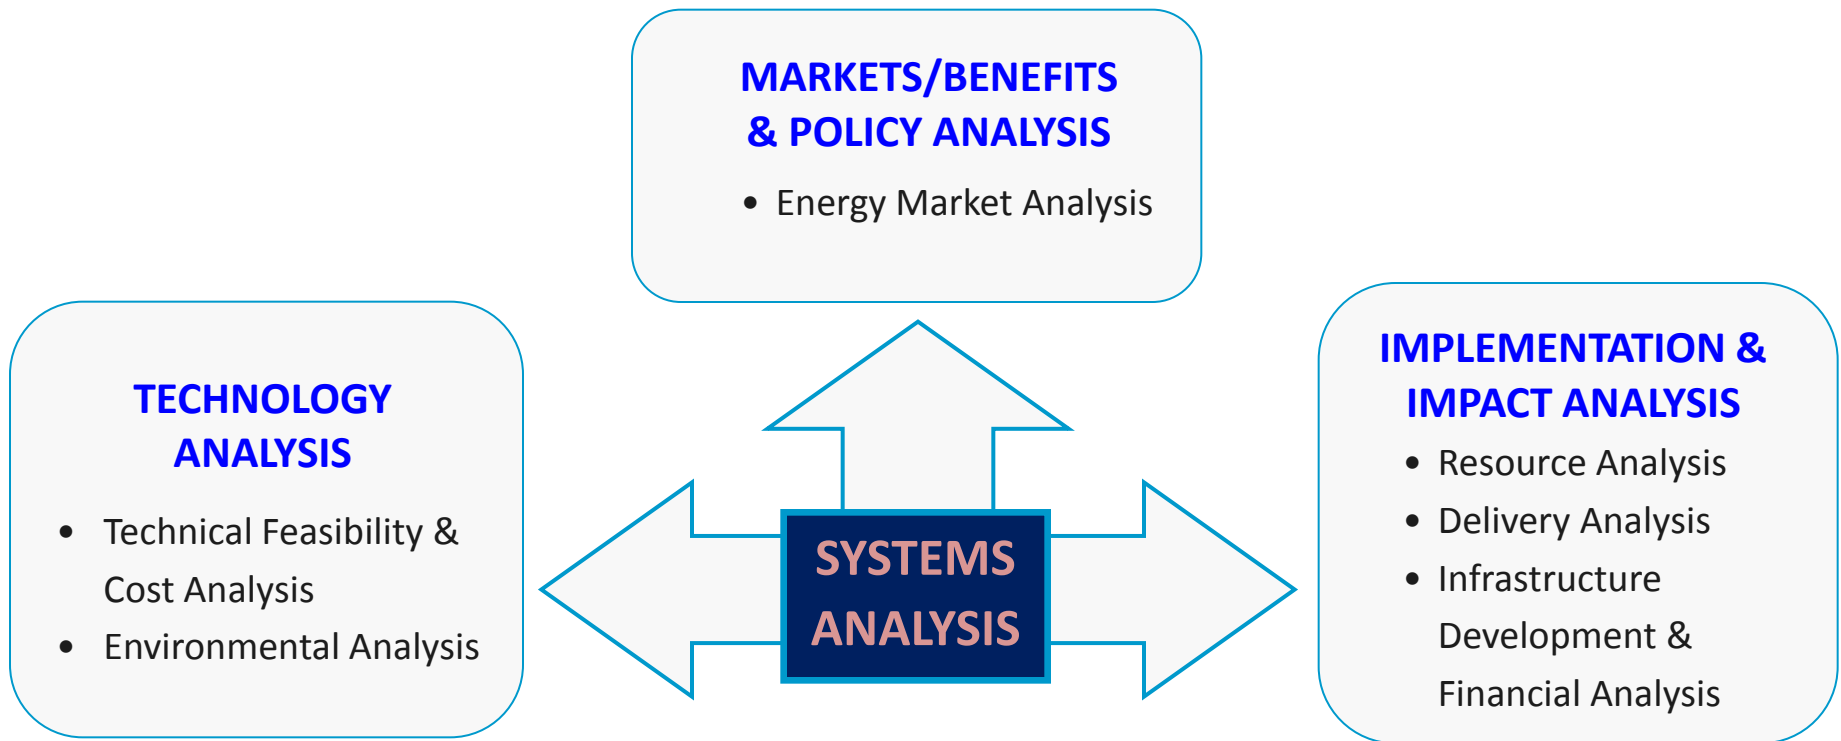 MARKETS/BENEFITS
& POLICY ANALYSIS
• Energy Market Analysis
TECHNOLOGY
ANALYSIS
• Technical Feasibility &
Cost Analysis
• Environmental Analysis
SYSTEMS
ANALYSIS
IMPLEMENTATION &
IMPACT ANALYSIS
• Resource Analysis
• Delivery Analysis
• Infrastructure
Development &
Financial Analysis